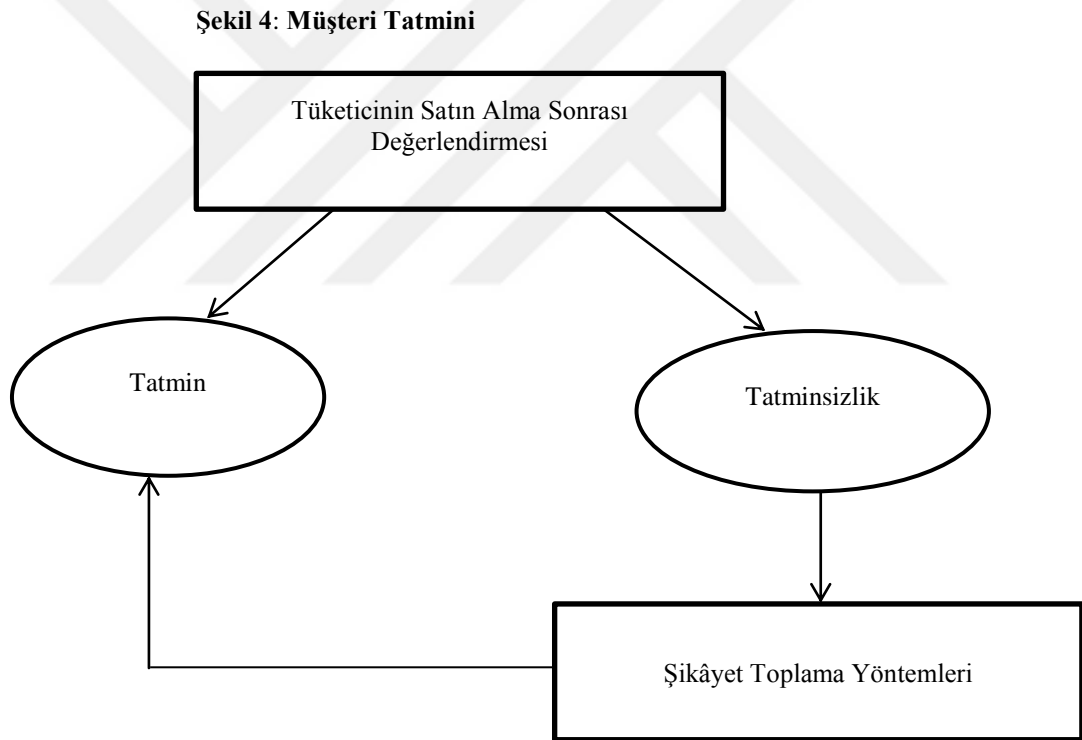 Şekil 4: Müşteri Tatmini
Tüketicinin Satın Alma Sonrası
Değerlendirmesi
Tatmin
Tatminsizlik
Şikâyet Toplama Yöntemleri